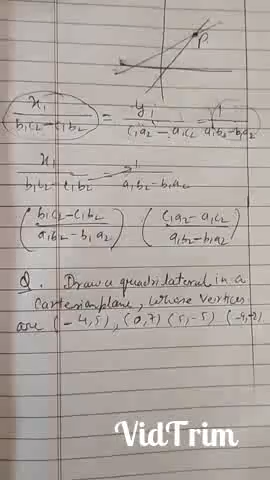 P.
x₁/(b₁c₂ - c₁b₂) = y₁/(c₁a₂ - a₁c₂) = 1/(a₁b₂ - b₁a₂)
x₁/(b₁c₂ - c₁b₂) 1/(a₁b₂ - b₁a₂)
((b₁c₂ - c₁b₂)/(a₁b₂ - b₁a₂)) ((c₁a₂ - a₁c₂)/(a₁b₂ - b₁a₂))
Q. Draw a quadrilateral in a
cartesian plane, whose vertices
are (-4,5), (0,7) (5,-5) (-4,-2)
VidTrim